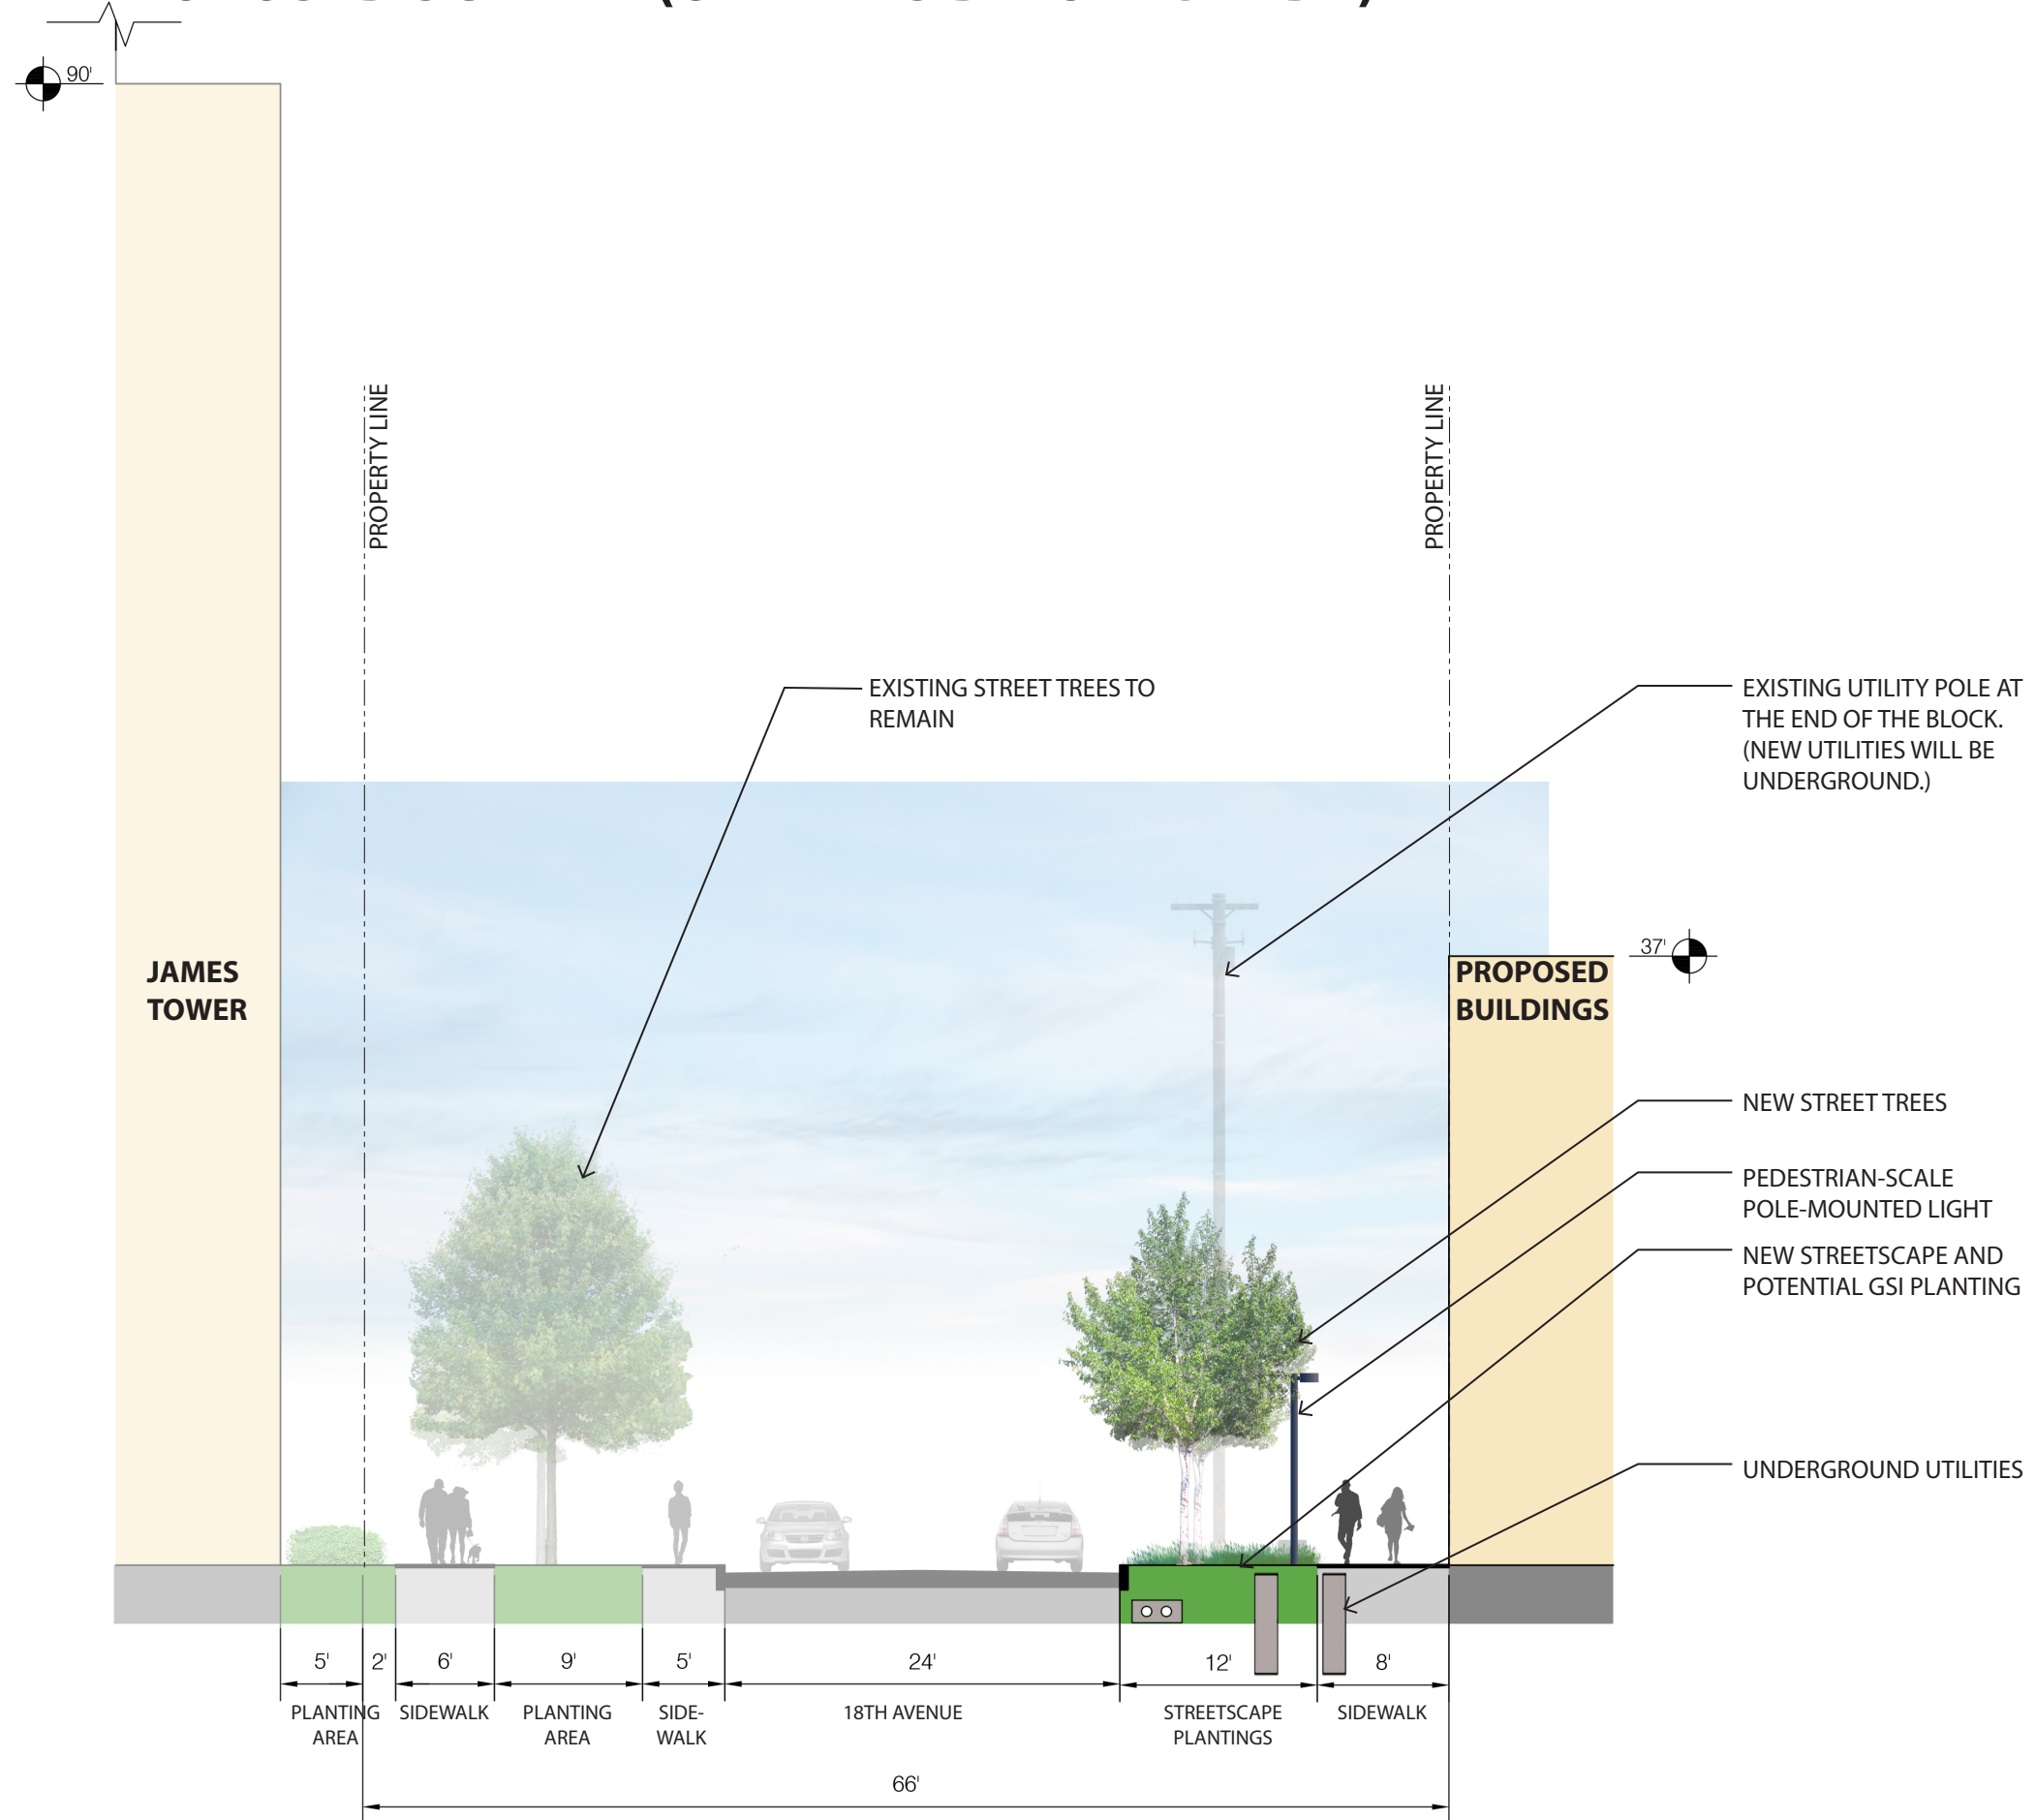 90'
PROPERTY LINE
PROPERTY LINE
EXISTING STREET TREES TO
REMAIN
EXISTING UTILITY POLE AT
THE END OF THE BLOCK.
(NEW UTILITIES WILL BE
UNDERGROUND.)
JAMES
TOWER
37'
PROPOSED
BUILDINGS
NEW STREET TREES
PEDESTRIAN-SCALE
POLE-MOUNTED LIGHT
NEW STREETSCAPE AND
POTENTIAL GSI PLANTING
UNDERGROUND UTILITIES
5' 2' 6' 9' 5' 24' 12' 8'
PLANTING SIDEWALK PLANTING SIDE- 18TH AVENUE STREETSCAPE SIDEWALK
AREA AREA WALK PLANTINGS
66'